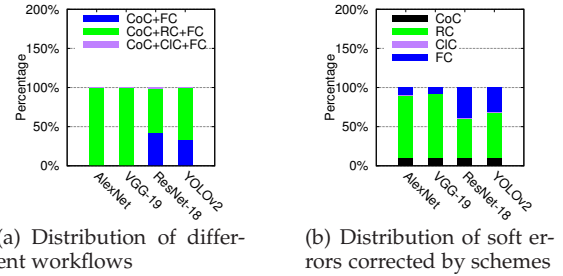 200%
150%
100%
50%
0%
Percentage
CoC+FC
CoC+RC+FC
CoC+ClC+FC
AlexNet
VGG-19
ResNet-18
YOLOv2
(a) Distribution of differ-
ent workflows
200%
150%
100%
50%
0%
Percentage
CoC
RC
ClC
FC
AlexNet
VGG-19
ResNet-18
YOLOv2
(b) Distribution of soft er-
rors corrected by schemes